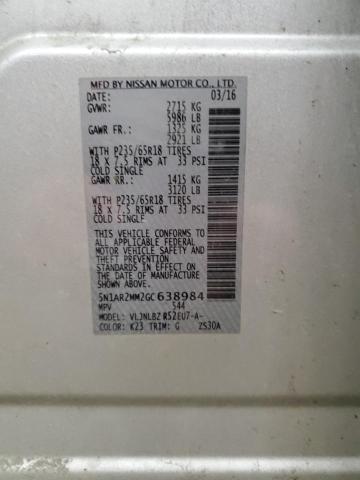 MFD BY NISSAN MOTOR CO., LTD.
DATE: 03/16
GVWR: 2715 KG
5986 LB
GAWR FR.: 1325 KG
2921 LB
WITH P235/65R18 TIRES
18 X 7.5 RIMS AT 33 PSI
COLD SINGLE
GAWR RR.: 1415 KG
3120 LB
WITH P235/65R18 TIRES
18 X 7.5 RIMS AT 33 PSI
COLD SINGLE
THIS VEHICLE CONFORMS TO
ALL APPLICABLE FEDERAL
MOTOR VEHICLE SAFETY
STANDARDS IN EFFECT ON
THE DATE OF MANUFACTURE
SHOWN ABOVE.
5N1AR2MM2GC638984
MPV 544
MODEL: VLJNLBZ R52EU7-A-
COLOR: K23 TRIM: G ZS30A